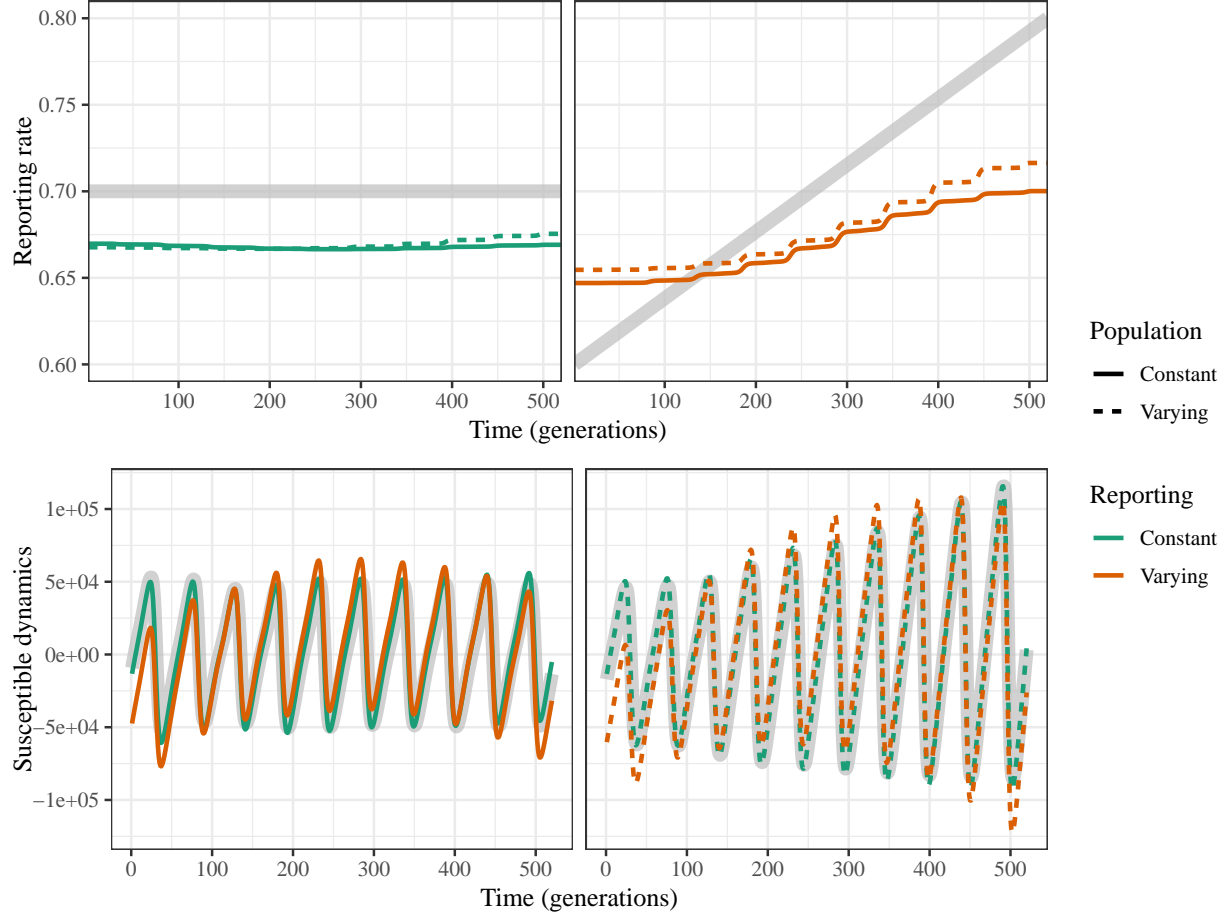 Reporting rate
0.80
0.75
0.70
0.65
0.60
100 200 300 400 500
100 200 300 400 500
Time (generations)
Susceptible dynamics
1e+05
5e+04
0e+00
−5e+04
−1e+05
0 100 200 300 400 500
0 100 200 300 400 500
Time (generations)
Population
Constant
Varying
Reporting
Constant
Varying